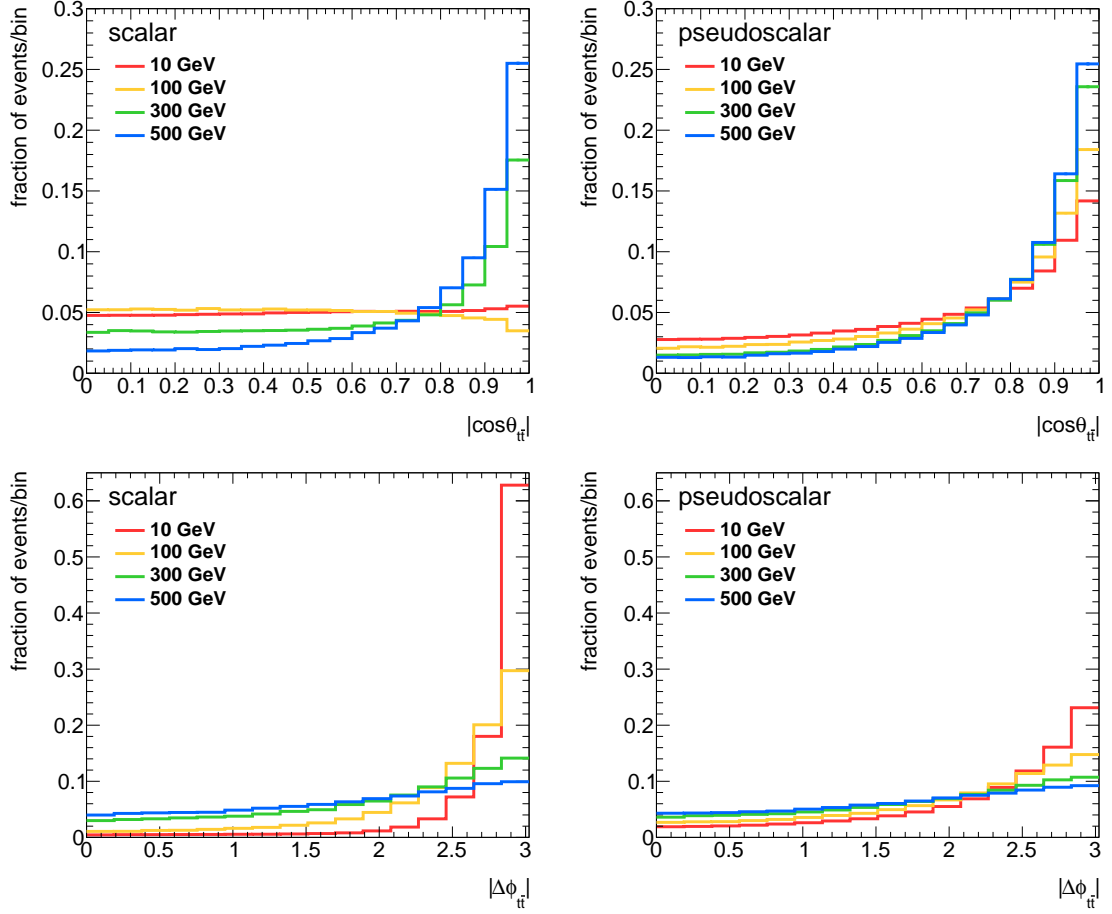 fraction of events/bin
scalar
10 GeV
100 GeV
300 GeV
500 GeV
0.3
0.25
0.2
0.15
0.1
0.05
0
0 0.1 0.2 0.3 0.4 0.5 0.6 0.7 0.8 0.9 1
|cosθ_tt̄|
fraction of events/bin
pseudoscalar
10 GeV
100 GeV
300 GeV
500 GeV
0.3
0.25
0.2
0.15
0.1
0.05
0
0 0.1 0.2 0.3 0.4 0.5 0.6 0.7 0.8 0.9 1
|cosθ_tt̄|
fraction of events/bin
scalar
10 GeV
100 GeV
300 GeV
500 GeV
0.6
0.5
0.4
0.3
0.2
0.1
0
0 0.5 1 1.5 2 2.5 3
|Δϕ_tt̄|
fraction of events/bin
pseudoscalar
10 GeV
100 GeV
300 GeV
500 GeV
0.6
0.5
0.4
0.3
0.2
0.1
0
0 0.5 1 1.5 2 2.5 3
|Δϕ_tt̄|